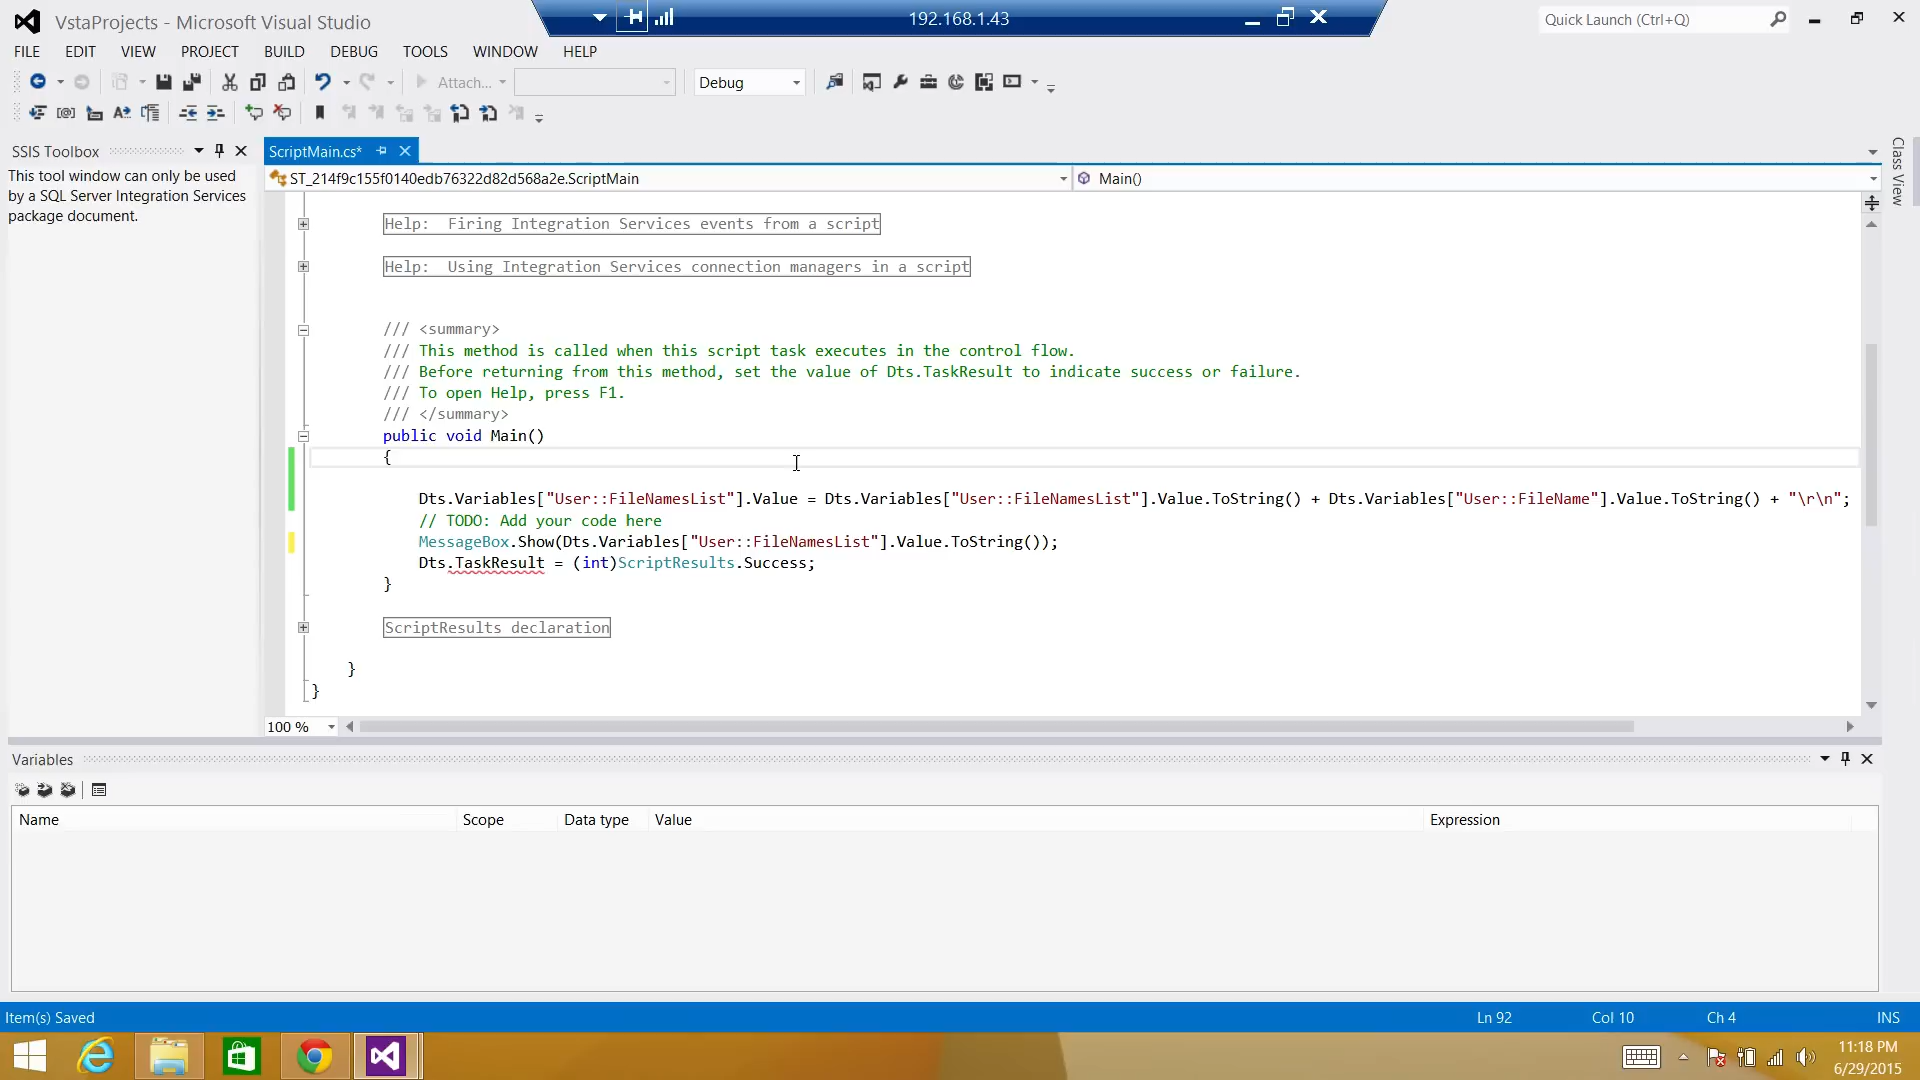 VstaProjects - Microsoft Visual Studio
192.168.1.43
Quick Launch (Ctrl+Q)
FILE EDIT VIEW PROJECT BUILD DEBUG TOOLS WINDOW HELP
Attach...
Debug
SSIS Toolbox
This tool window can only be used
by a SQL Server Integration Services
package document.
ScriptMain.cs*
ST_214f9c155f0140edb76322d82d568a2e.ScriptMain
Main()
Class View
Help:  Firing Integration Services events from a script
Help:  Using Integration Services connection managers in a script
/// <summary>
/// This method is called when this script task executes in the control flow.
/// Before returning from this method, set the value of Dts.TaskResult to indicate success or failure.
/// To open Help, press F1.
/// </summary>
public void Main()
{
Dts.Variables["User::FileNamesList"].Value = Dts.Variables["User::FileNamesList"].Value.ToString() + Dts.Variables["User::FileName"].Value.ToString() + "\r\n";
// TODO: Add your code here
MessageBox.Show(Dts.Variables["User::FileNamesList"].Value.ToString());
Dts.TaskResult = (int)ScriptResults.Success;
}
ScriptResults declaration
}
}
100 %
Variables
Name Scope Data type Value Expression
Item(s) Saved
Ln 92 Col 10 Ch 4 INS
11:18 PM
6/29/2015